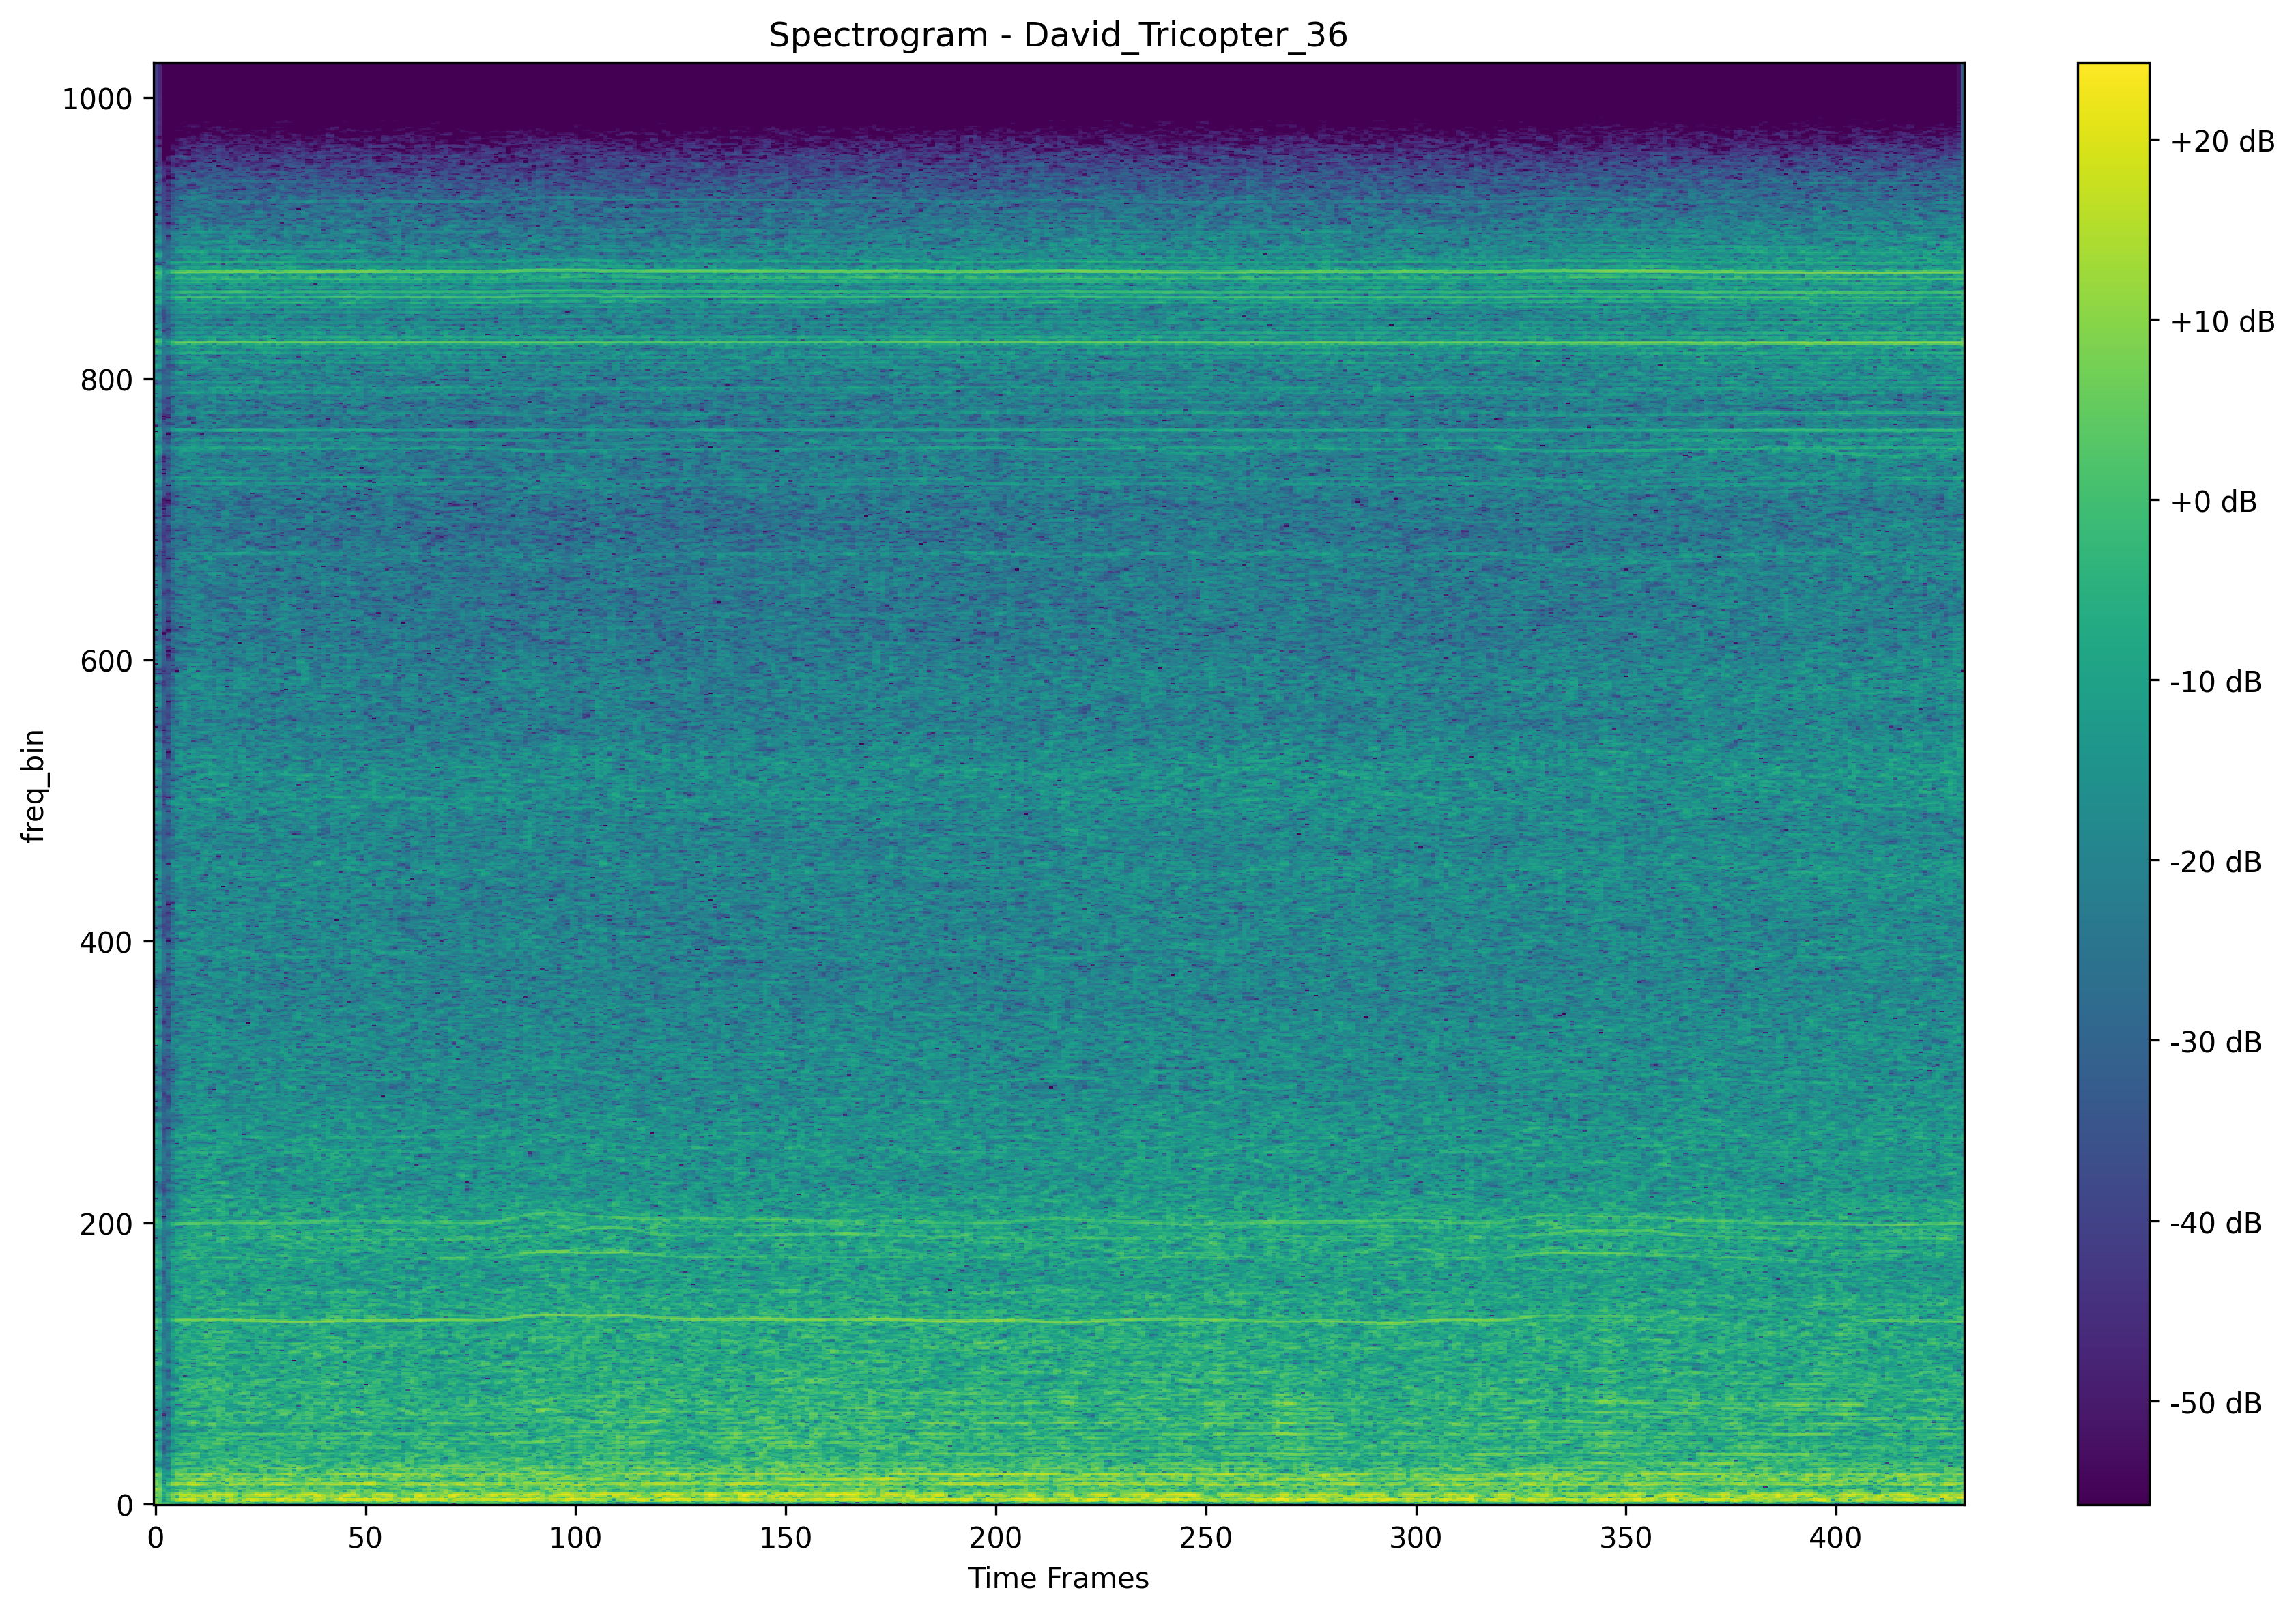 Spectrogram - David_Tricopter_36
1000
800
600
400
200
0
freq_bin
0 50 100 150 200 250 300 350 400
Time Frames
+20 dB
+10 dB
+0 dB
-10 dB
-20 dB
-30 dB
-40 dB
-50 dB